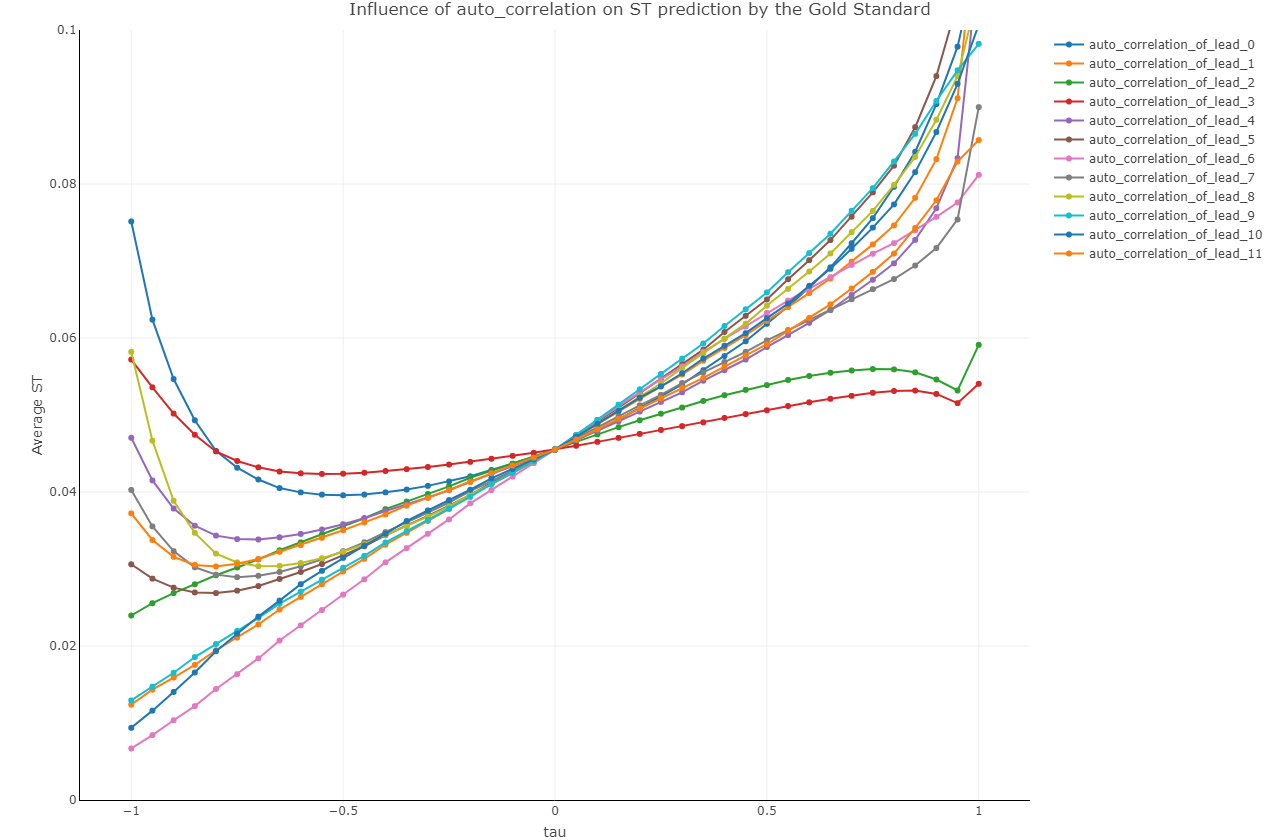 Influence of auto_correlation on ST prediction by the Gold Standard
0.1
0.08
0.06
0.04
0.02
0
Average ST
−1
−0.5
0
0.5
1
tau
auto_correlation_of_lead_0
auto_correlation_of_lead_1
auto_correlation_of_lead_2
auto_correlation_of_lead_3
auto_correlation_of_lead_4
auto_correlation_of_lead_5
auto_correlation_of_lead_6
auto_correlation_of_lead_7
auto_correlation_of_lead_8
auto_correlation_of_lead_9
auto_correlation_of_lead_10
auto_correlation_of_lead_11